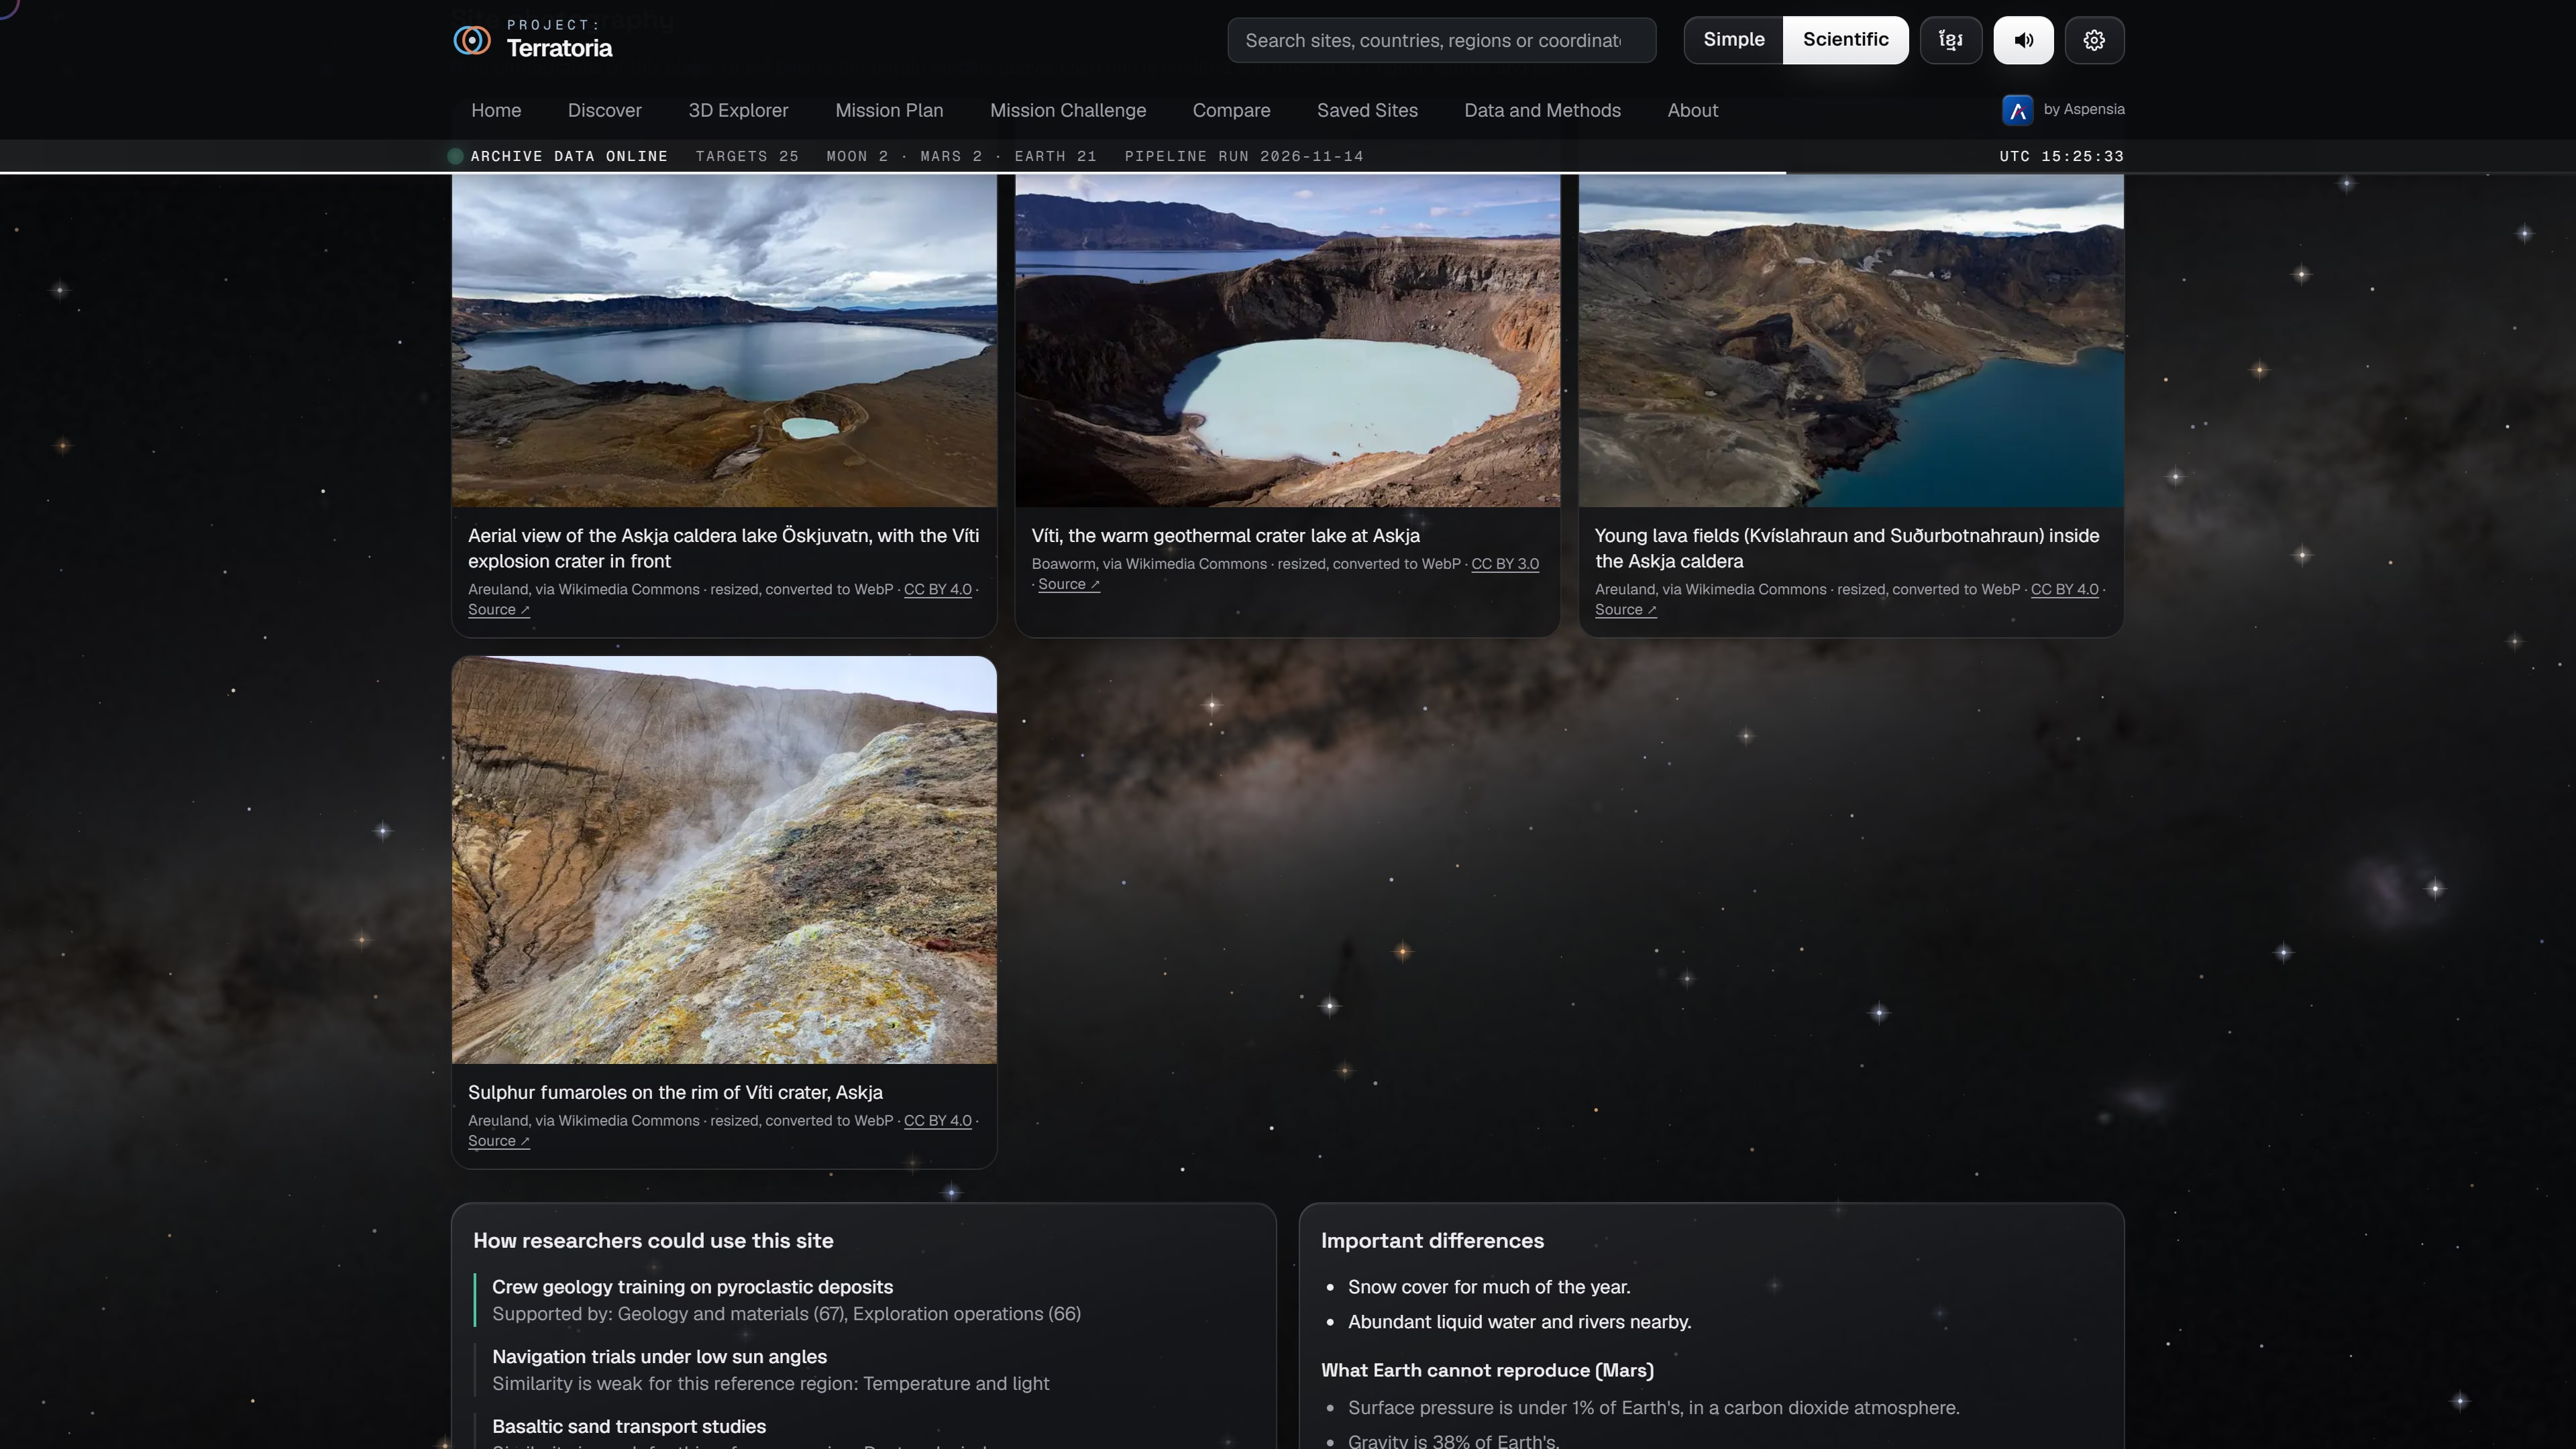 PROJECT:
Terratoria
Search sites, countries, regions or coordinat
Simple
Scientific
ខ្មែរ
Home
Discover
3D Explorer
Mission Plan
Mission Challenge
Compare
Saved Sites
Data and Methods
About
by Aspensia
ARCHIVE DATA ONLINE
TARGETS 25
MOON 2 · MARS 2 · EARTH 21
PIPELINE RUN 2026-11-14
UTC 15:25:33
Aerial view of the Askja caldera lake Öskjuvatn, with the Víti
explosion crater in front
Areuland, via Wikimedia Commons · resized, converted to WebP · CC BY 4.0 ·
Source ↗
Víti, the warm geothermal crater lake at Askja
Boaworm, via Wikimedia Commons · resized, converted to WebP · CC BY 3.0
· Source ↗
Young lava fields (Kvíslahraun and Suðurbotnahraun) inside
the Askja caldera
Areuland, via Wikimedia Commons · resized, converted to WebP · CC BY 4.0 ·
Source ↗
Sulphur fumaroles on the rim of Víti crater, Askja
Areuland, via Wikimedia Commons · resized, converted to WebP · CC BY 4.0 ·
Source ↗
How researchers could use this site
Crew geology training on pyroclastic deposits
Supported by: Geology and materials (67), Exploration operations (66)
Navigation trials under low sun angles
Similarity is weak for this reference region: Temperature and light
Basaltic sand transport studies
Important differences
• Snow cover for much of the year.
• Abundant liquid water and rivers nearby.
What Earth cannot reproduce (Mars)
• Surface pressure is under 1% of Earth's, in a carbon dioxide atmosphere.
• Gravity is 38% of Earth's.